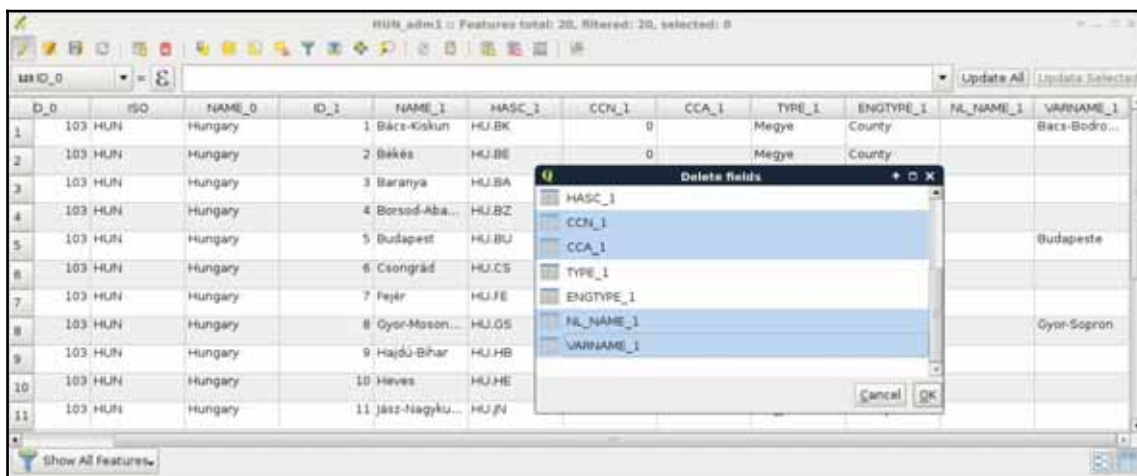 HUN_adm1 :: Features total: 20, filtered: 20, selected: 0
123 ID_0 = ε Update All Update Selected
D_0 ISO NAME_0 ID_1 NAME_1 HASC_1 CCN_1 CCA_1 TYPE_1 ENGTYPE_1 NL_NAME_1 VARNAME_1
1 103 HUN Hungary 1 Bács-Kiskun HU.BK 0 Megye County Bacs-Bodro...
2 103 HUN Hungary 2 Békés HU.BE 0 Megye County
3 103 HUN Hungary 3 Baranya HU.BA
4 103 HUN Hungary 4 Borsod-Aba... HU.BZ
5 103 HUN Hungary 5 Budapest HU.BU Budapeste
6 103 HUN Hungary 6 Csongrád HU.CS
7 103 HUN Hungary 7 Fejér HU.FE
8 103 HUN Hungary 8 Gyor-Moson... HU.GS Gyor-Sopron
9 103 HUN Hungary 9 Hajdú-Bihar HU.HB
10 103 HUN Hungary 10 Heves HU.HE
11 103 HUN Hungary 11 Jász-Nagyku... HU.JN
Delete fields
HASC_1
CCN_1
CCA_1
TYPE_1
ENGTYPE_1
NL_NAME_1
VARNAME_1
Cancel OK
Show All Features